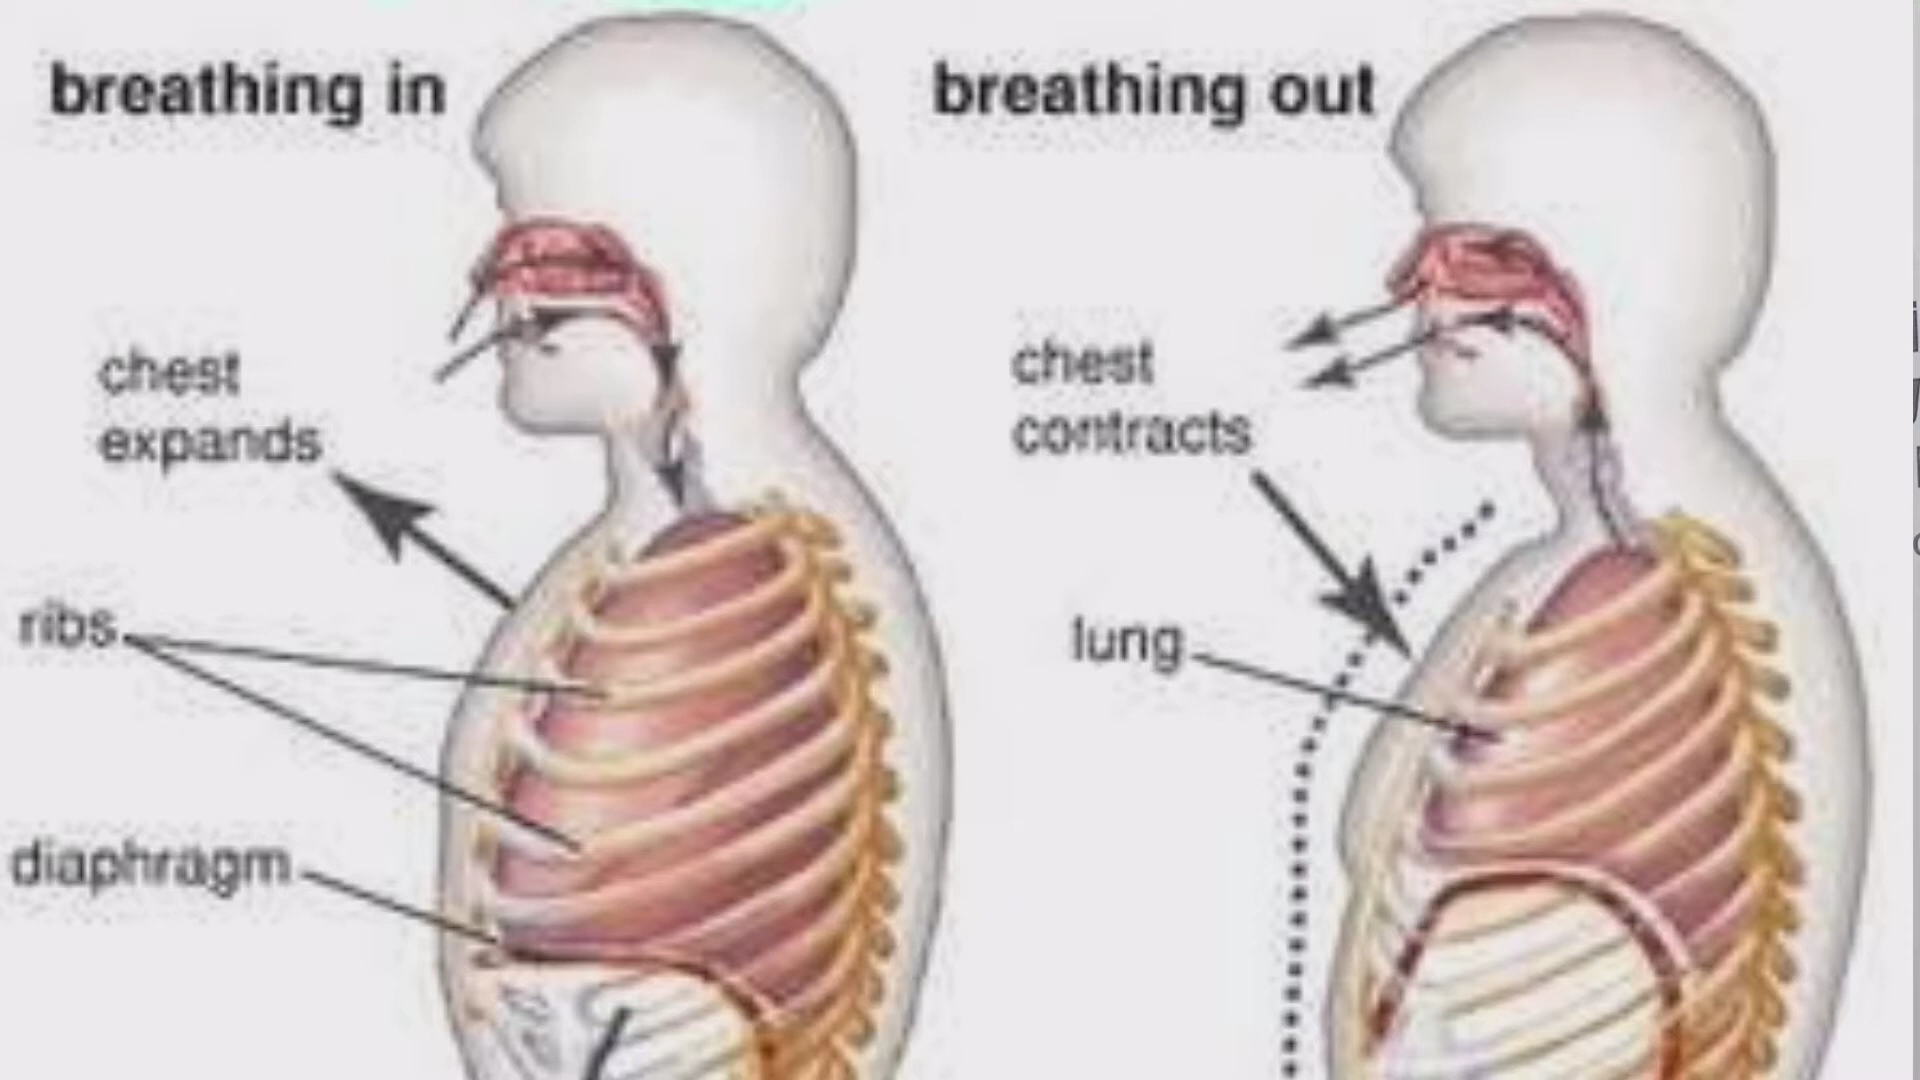 breathing in
chest
expands
ribs
diaphragm
breathing out
chest
contracts
lung